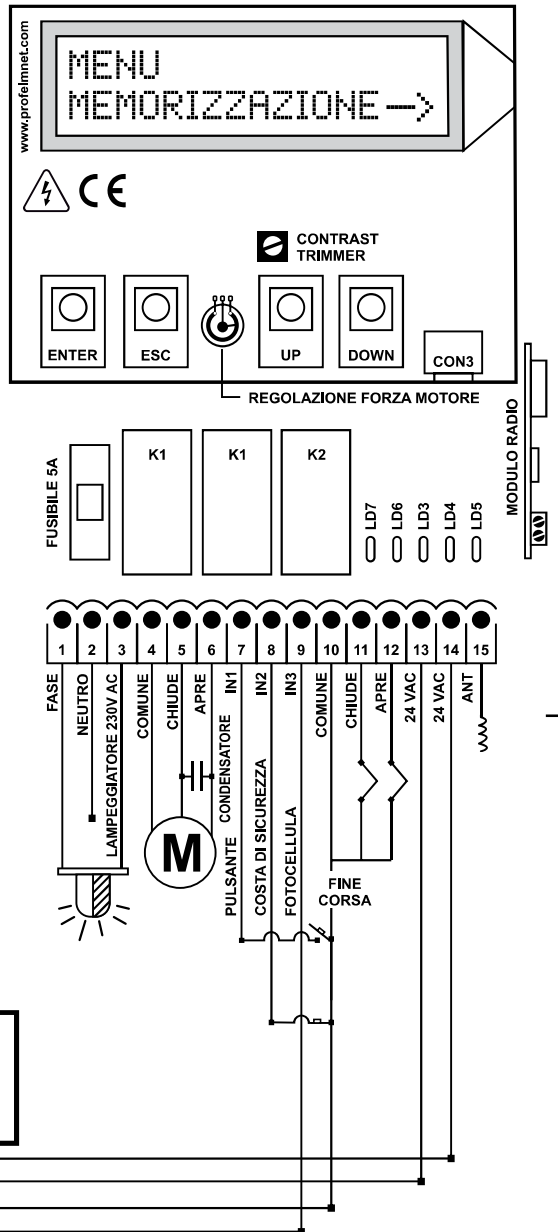 www.profelmnet.com
MENU
MEMORIZZAZIONE-->
CE
CONTRAST
TRIMMER
ENTER
ESC
UP
DOWN
CON3
REGOLAZIONE FORZA MOTORE
MODULO RADIO
FUSIBILE 5A
K1
K1
K2
LD7
LD6
LD3
LD4
LD5
1
2
3
4
5
6
7
8
9
10
11
12
13
14
15
FASE
NEUTRO
LAMPEGGIATORE 230V AC
COMUNE
CHIUDE
APRE
CONDENSATORE
PULSANTE IN1
COSTA DI SICUREZZA IN2
FOTOCELLULA IN3
COMUNE
CHIUDE
APRE
24 VAC
24 VAC
ANT
M
FINE
CORSA